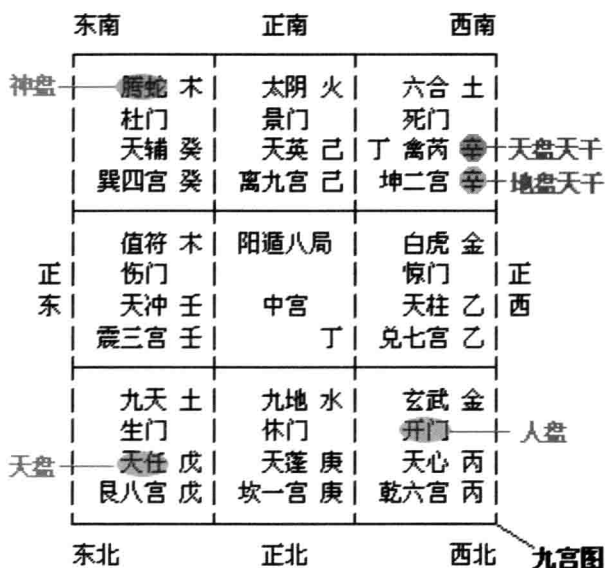 东南 正南 西南
神盘 腾蛇 木 太阴 火 六合 土
杜门 景门 死门
天辅 癸 天英 己 丁 禽芮 辛 天盘天干
巽四宫 癸 离九宫 己 坤二宫 辛 地盘天干
值符 木 阳遁八局 白虎 金
正 伤门 惊门 正
东 天冲 壬 中宫 天柱 乙 西
震三宫 壬 丁 兑七宫 乙
九天 土 九地 水 玄武 金
生门 休门 开门 人盘
天盘 天任 戊 天蓬 庚 天心 丙
艮八宫 戊 坎一宫 庚 乾六宫 丙
东北 正北 西北 九宫图